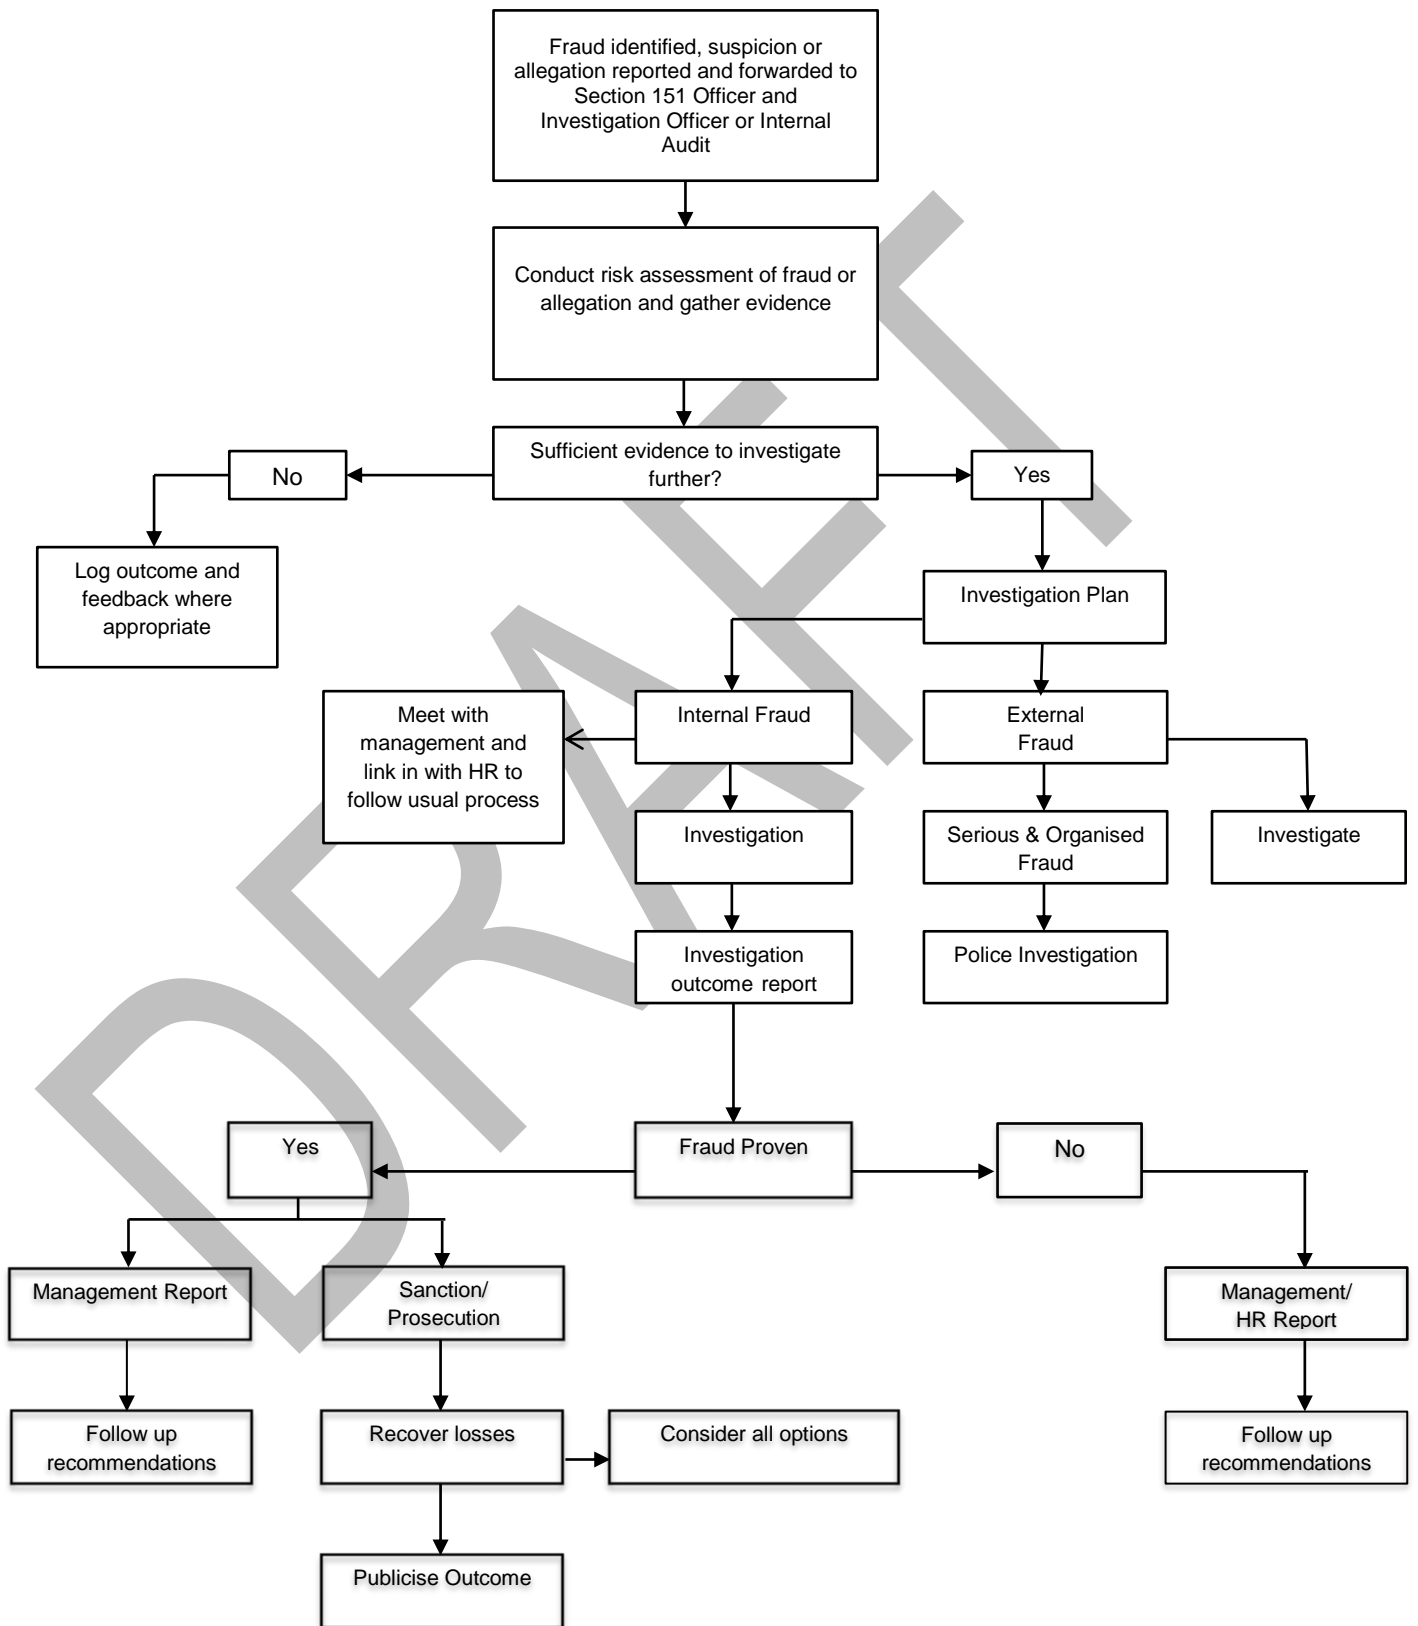 Fraud identified, suspicion or
allegation reported and forwarded to
Section 151 Officer and
Investigation Officer or Internal
Audit
Conduct risk assessment of fraud or
allegation and gather evidence
Sufficient evidence to investigate
further?
No
Yes
Log outcome and
feedback where
appropriate
Investigation Plan
Meet with
management and
link in with HR to
follow usual process
Internal Fraud
External
Fraud
Investigation
Serious & Organised
Fraud
Investigate
Investigation
outcome report
Police Investigation
Yes
Fraud Proven
No
Management Report
Sanction/
Prosecution
Management/
HR Report
Follow up
recommendations
Recover losses
Consider all options
Follow up
recommendations
Publicise Outcome
DRAFT